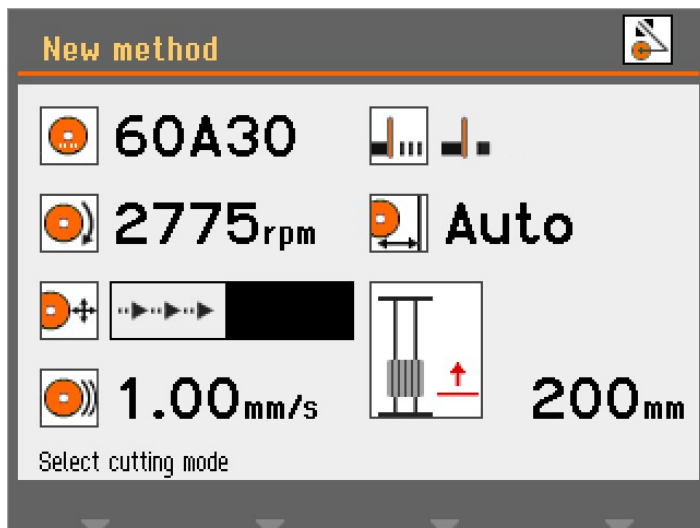 New method
60A30
2775rpm
Auto
1.00mm/s
200mm
Select cutting mode